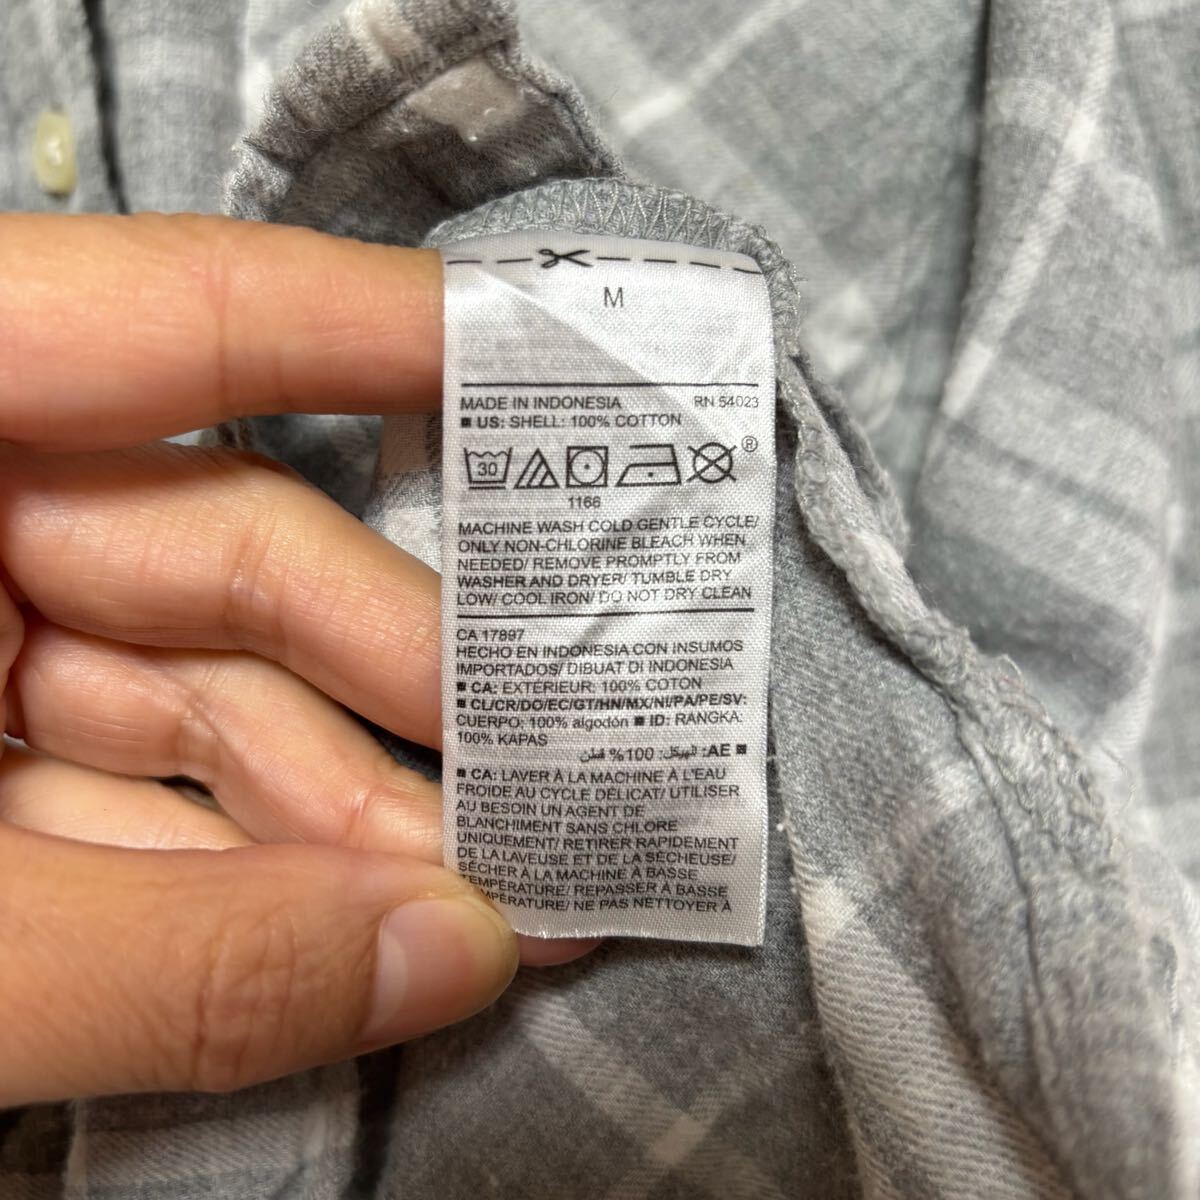 M
MADE IN INDONESIA RN 54023
■ US: SHELL: 100% COTTON
30 ®
1166
MACHINE WASH COLD GENTLE CYCLE/
ONLY NON-CHLORINE BLEACH WHEN
NEEDED/ REMOVE PROMPTLY FROM
WASHER AND DRYER/ TUMBLE DRY
LOW/ COOL IRON/ DO NOT DRY CLEAN
CA 17897
HECHO EN INDONESIA CON INSUMOS
IMPORTADOS/ DIBUAT DI INDONESIA
■ CA: EXTÉRIEUR: 100% COTON
■ CL/CR/DO/EC/GT/HN/MX/NI/PA/PE/SV:
CUERPO: 100% algodón ■ ID: RANGKA:
100% KAPAS
■ AE: الهيكل: 100% قطن
■ CA: LAVER À LA MACHINE À L'EAU
FROIDE AU CYCLE DÉLICAT/ UTILISER
AU BESOIN UN AGENT DE
BLANCHIMENT SANS CHLORE
UNIQUEMENT/ RETIRER RAPIDEMENT
DE LA LAVEUSE ET DE LA SÉCHEUSE/
SÉCHER À LA MACHINE À BASSE
TEMPÉRATURE/ REPASSER À BASSE
TEMPÉRATURE/ NE PAS NETTOYER À